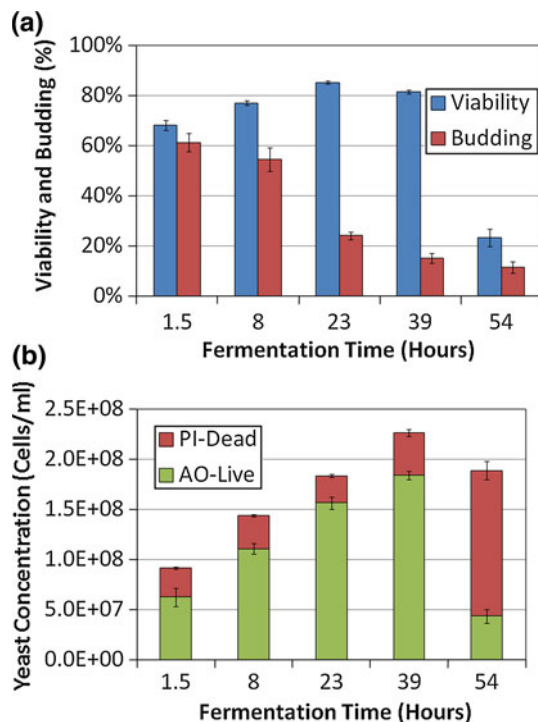 (a)
Viability and Budding (%)
100%
80%
60%
40%
20%
0%
Viability
Budding
1.5 8 23 39 54
Fermentation Time (Hours)
(b)
Yeast Concentration (Cells/ml)
2.5E+08
2.0E+08
1.5E+08
1.0E+08
5.0E+07
0.0E+00
PI-Dead
AO-Live
1.5 8 23 39 54
Fermentation Time (Hours)